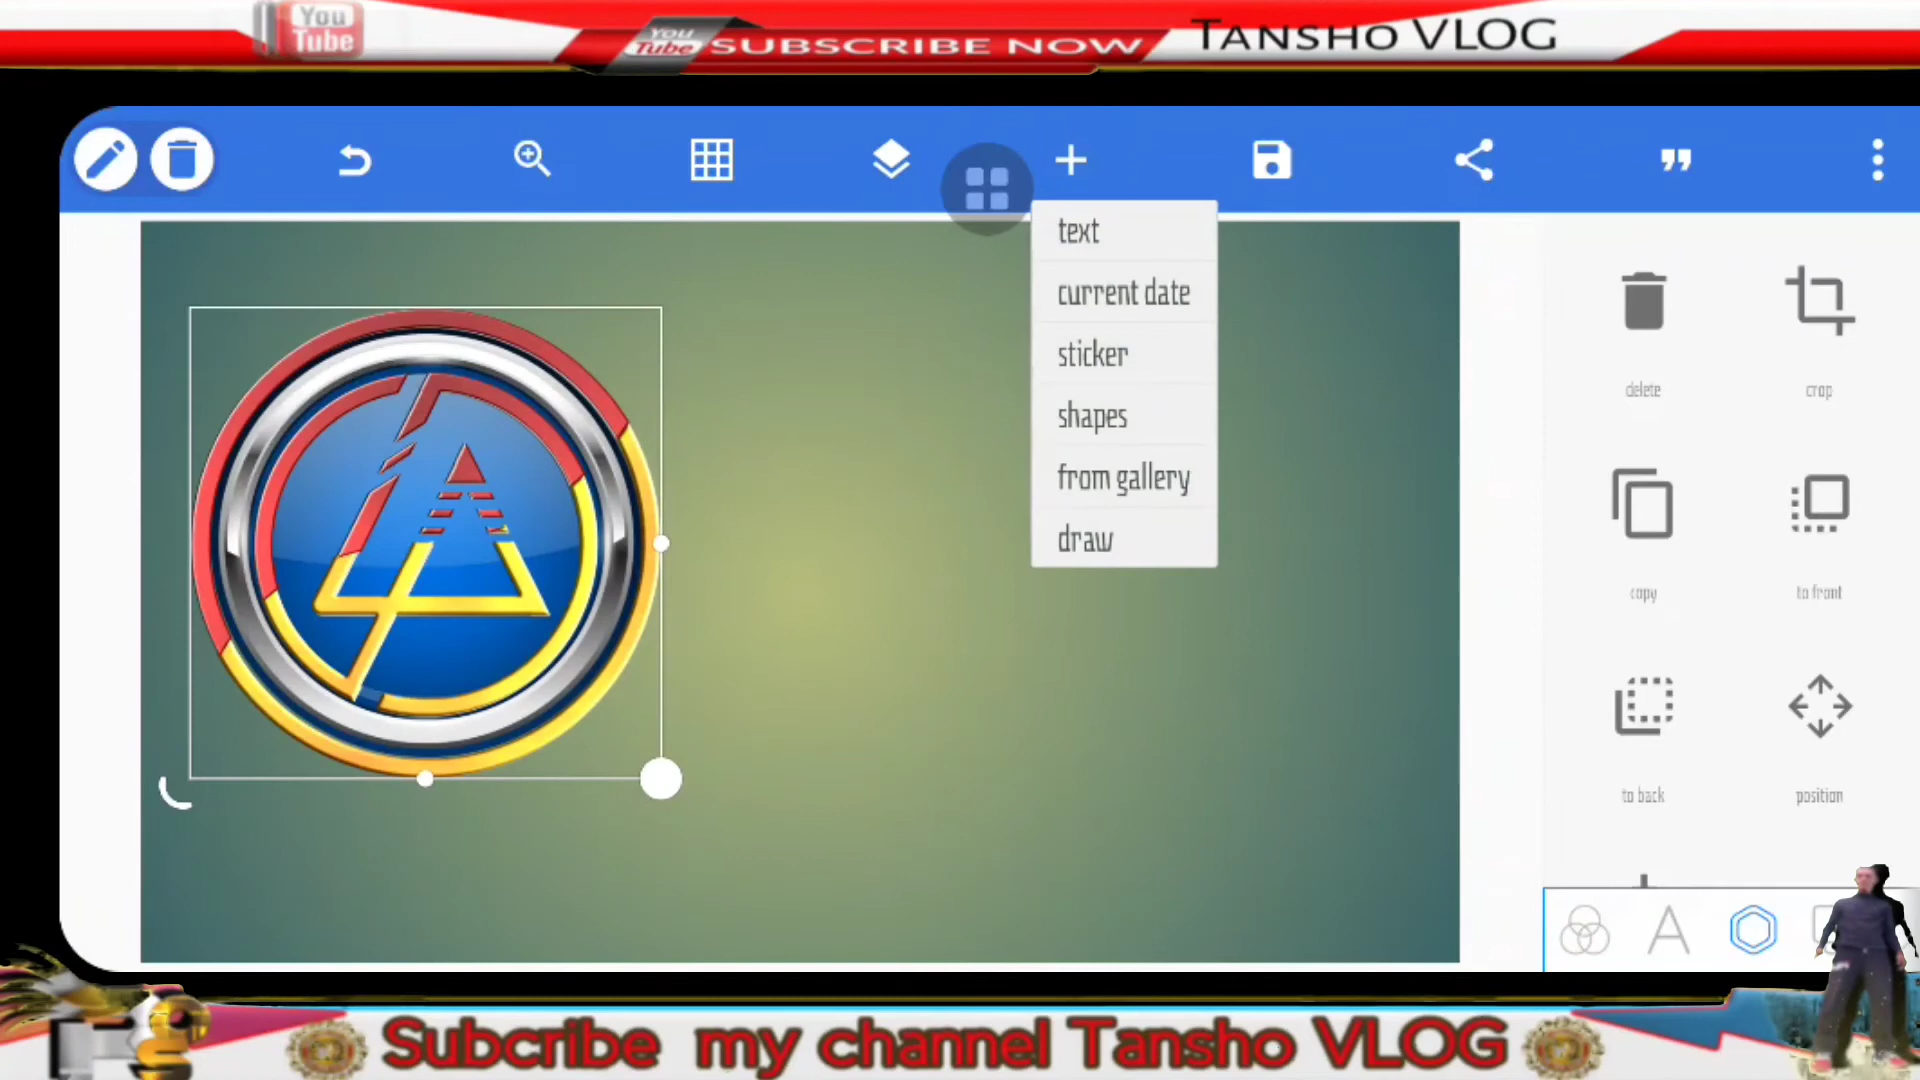 You
Tube
You
Tube SUBSCRIBE NOW
TANSHO VLOG
text
current date
sticker
shapes
from gallery
draw
delete
crop
copy
to front
to back
position
A
Subcribe my channel Tansho VLOG